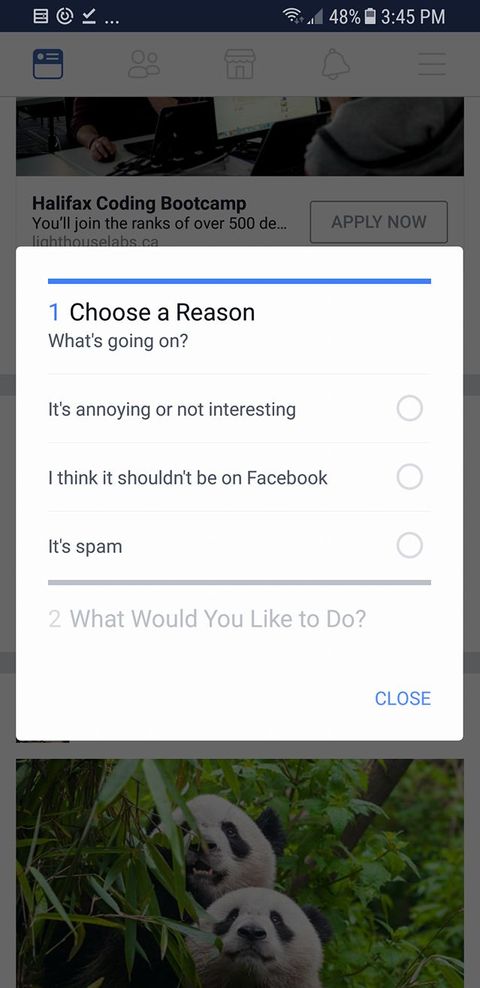 ... 48% 3:45 PM
Halifax Coding Bootcamp
You'll join the ranks of over 500 de...
APPLY NOW
lighthouselabs.ca
1 Choose a Reason
What's going on?
It's annoying or not interesting
I think it shouldn't be on Facebook
It's spam
2 What Would You Like to Do?
CLOSE